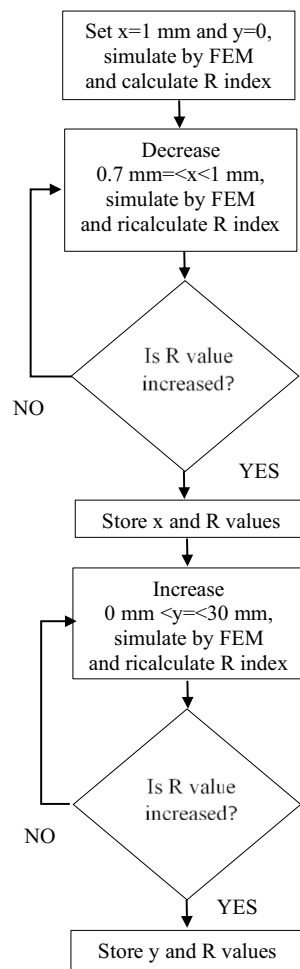 Set x=1 mm and y=0,
simulate by FEM
and calculate R index
Decrease
0.7 mm=<x<1 mm,
simulate by FEM
and ricalculate R index
Is R value
increased?
NO
YES
Store x and R values
Increase
0 mm <y=<30 mm,
simulate by FEM
and ricalculate R index
Is R value
increased?
NO
YES
Store y and R values